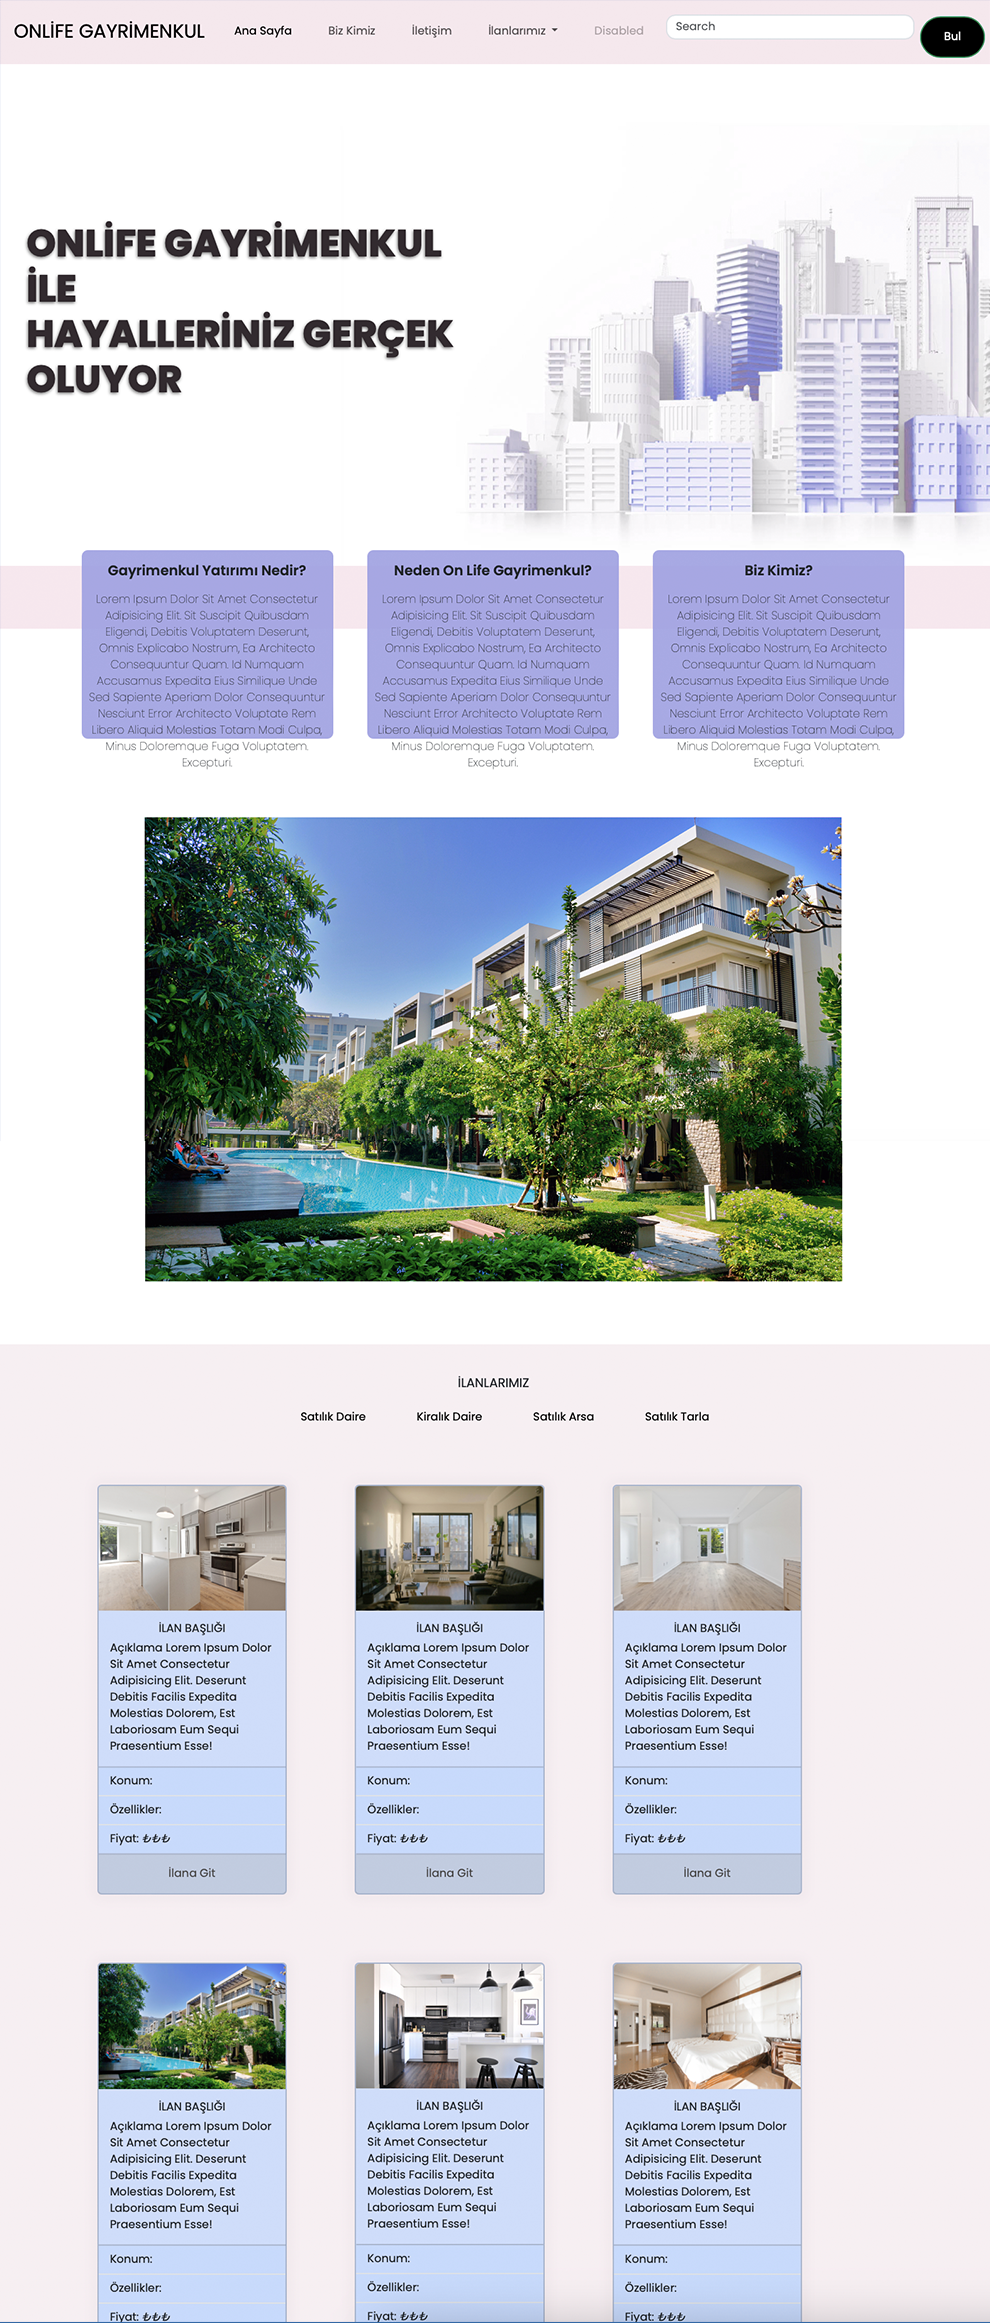 ONLİFE GAYRİMENKUL Ana Sayfa Biz Kimiz İletişim İlanlarımız Disabled Search Bul
ONLİFE GAYRİMENKUL
İLE
HAYALLERİNİZ GERÇEK
OLUYOR
Gayrimenkul Yatırımı Nedir?
Lorem Ipsum Dolor Sit Amet Consectetur
Adipisicing Elit. Sit Suscipit Quibusdam
Eligendi, Debitis Voluptatem Deserunt,
Omnis Explicabo Nostrum, Ea Architecto
Consequuntur Quam. Id Numquam
Accusamus Expedita Eius Similique Unde
Sed Sapiente Aperiam Dolor Consequuntur
Nesciunt Error Architecto Voluptate Rem
Libero Aliquid Molestias Totam Modi Culpa,
Minus Doloremque Fuga Voluptatem.
Excepturi.
Neden On Life Gayrimenkul?
Lorem Ipsum Dolor Sit Amet Consectetur
Adipisicing Elit. Sit Suscipit Quibusdam
Eligendi, Debitis Voluptatem Deserunt,
Omnis Explicabo Nostrum, Ea Architecto
Consequuntur Quam. Id Numquam
Accusamus Expedita Eius Similique Unde
Sed Sapiente Aperiam Dolor Consequuntur
Nesciunt Error Architecto Voluptate Rem
Libero Aliquid Molestias Totam Modi Culpa,
Minus Doloremque Fuga Voluptatem.
Excepturi.
Biz Kimiz?
Lorem Ipsum Dolor Sit Amet Consectetur
Adipisicing Elit. Sit Suscipit Quibusdam
Eligendi, Debitis Voluptatem Deserunt,
Omnis Explicabo Nostrum, Ea Architecto
Consequuntur Quam. Id Numquam
Accusamus Expedita Eius Similique Unde
Sed Sapiente Aperiam Dolor Consequuntur
Nesciunt Error Architecto Voluptate Rem
Libero Aliquid Molestias Totam Modi Culpa,
Minus Doloremque Fuga Voluptatem.
Excepturi.
İLANLARIMIZ
Satılık Daire Kiralık Daire Satılık Arsa Satılık Tarla
İLAN BAŞLIĞI
Açıklama Lorem Ipsum Dolor
Sit Amet Consectetur
Adipisicing Elit. Deserunt
Debitis Facilis Expedita
Molestias Dolorem, Est
Laboriosam Eum Sequi
Praesentium Esse!
Konum:
Özellikler:
Fiyat: ₺₺₺
İlana Git
İLAN BAŞLIĞI
Açıklama Lorem Ipsum Dolor
Sit Amet Consectetur
Adipisicing Elit. Deserunt
Debitis Facilis Expedita
Molestias Dolorem, Est
Laboriosam Eum Sequi
Praesentium Esse!
Konum:
Özellikler:
Fiyat: ₺₺₺
İlana Git
İLAN BAŞLIĞI
Açıklama Lorem Ipsum Dolor
Sit Amet Consectetur
Adipisicing Elit. Deserunt
Debitis Facilis Expedita
Molestias Dolorem, Est
Laboriosam Eum Sequi
Praesentium Esse!
Konum:
Özellikler:
Fiyat: ₺₺₺
İlana Git
İLAN BAŞLIĞI
Açıklama Lorem Ipsum Dolor
Sit Amet Consectetur
Adipisicing Elit. Deserunt
Debitis Facilis Expedita
Molestias Dolorem, Est
Laboriosam Eum Sequi
Praesentium Esse!
Konum:
Özellikler:
Fiyat: ₺₺₺
İLAN BAŞLIĞI
Açıklama Lorem Ipsum Dolor
Sit Amet Consectetur
Adipisicing Elit. Deserunt
Debitis Facilis Expedita
Molestias Dolorem, Est
Laboriosam Eum Sequi
Praesentium Esse!
Konum:
Özellikler:
Fiyat: ₺₺₺
İLAN BAŞLIĞI
Açıklama Lorem Ipsum Dolor
Sit Amet Consectetur
Adipisicing Elit. Deserunt
Debitis Facilis Expedita
Molestias Dolorem, Est
Laboriosam Eum Sequi
Praesentium Esse!
Konum:
Özellikler:
Fiyat: ₺₺₺